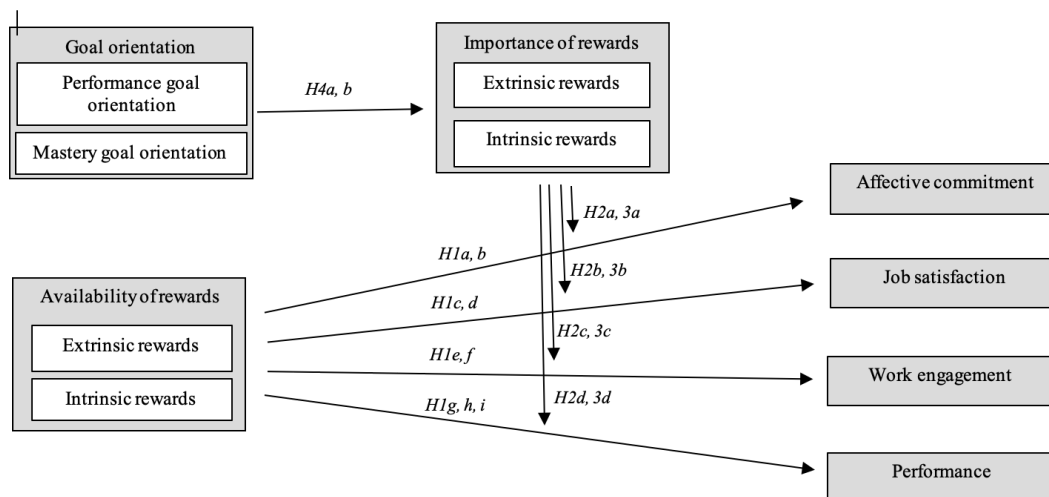 Goal orientation
Performance goal
orientation
Mastery goal orientation
H4a, b
Importance of rewards
Extrinsic rewards
Intrinsic rewards
H2a, 3a
H2b, 3b
H2c, 3c
H2d, 3d
Availability of rewards
Extrinsic rewards
Intrinsic rewards
H1a, b
H1c, d
H1e, f
H1g, h, i
Affective commitment
Job satisfaction
Work engagement
Performance